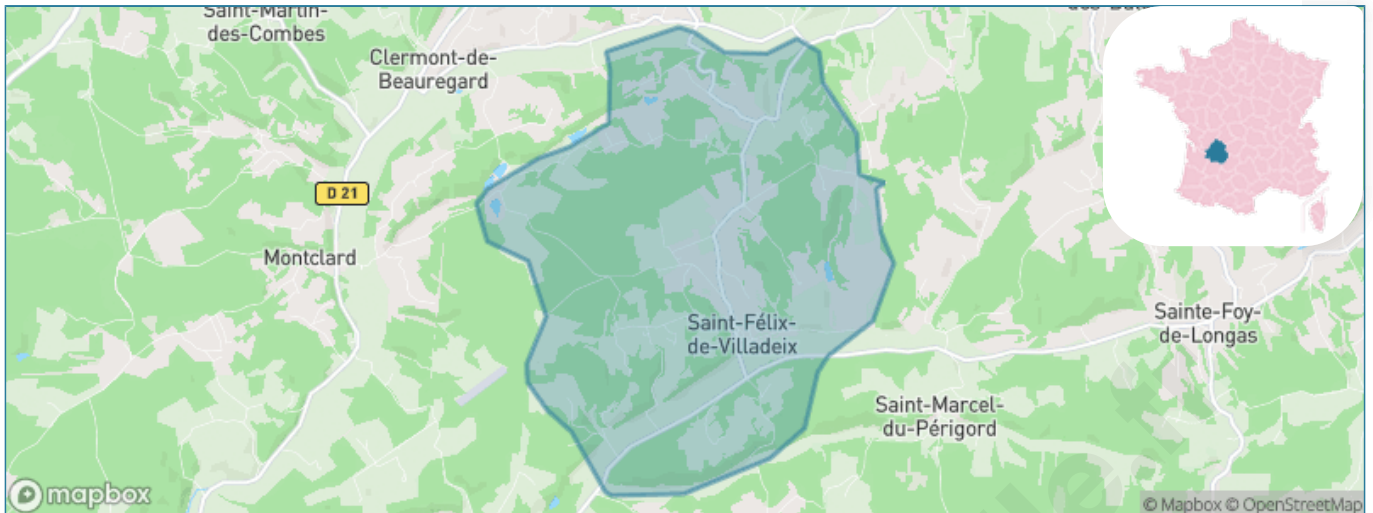 Saint-Martin-
des-Combes
Clermont-de-
Beauregard
D 21
Montclard
Saint-Félix-
de-Villadeix
Sainte-Foy-
de-Longas
Saint-Marcel-
du-Périgord
mapbox
© Mapbox © OpenStreetMap